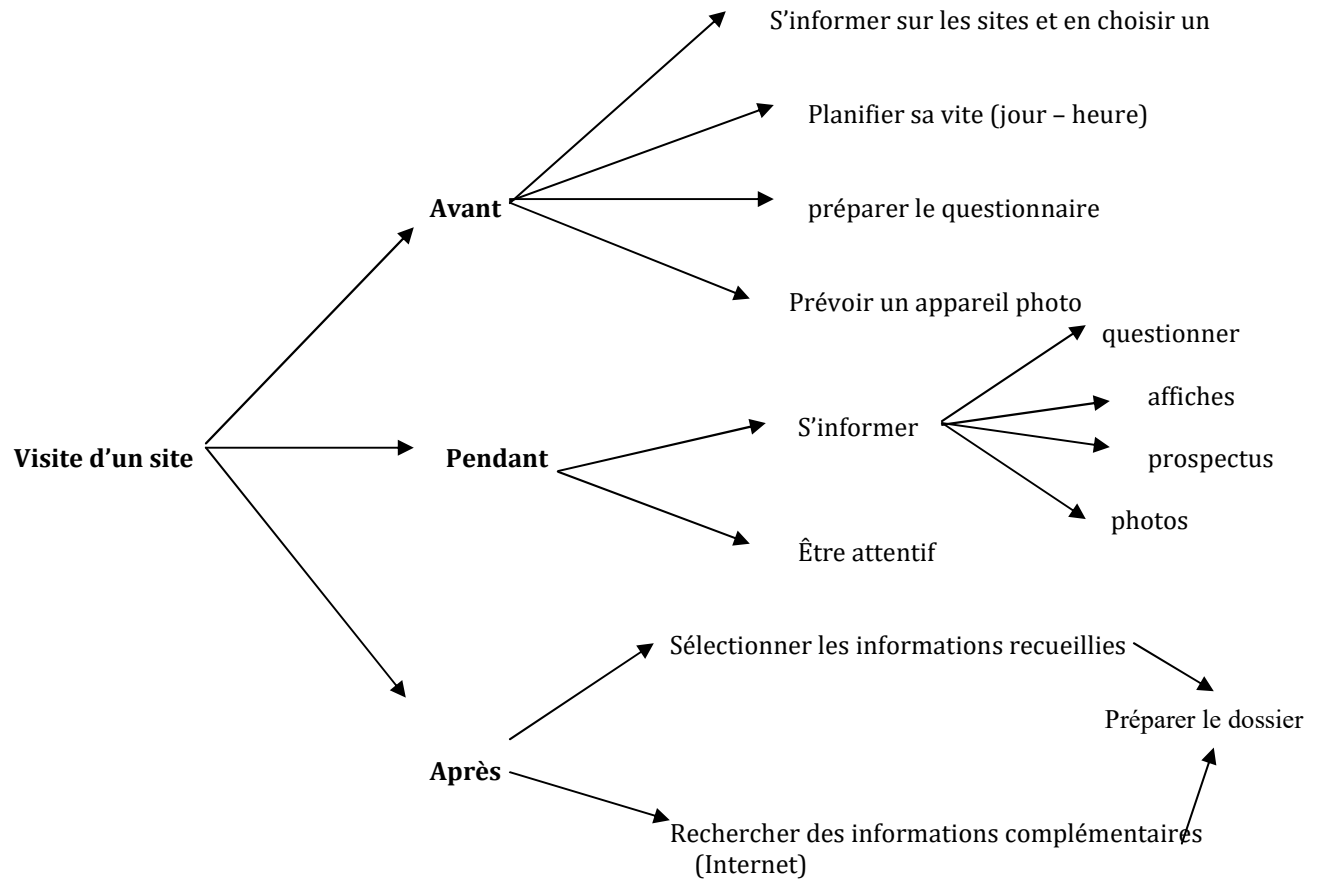 S’informer sur les sites et en choisir un
Planifier sa vite (jour – heure)
Avant
préparer le questionnaire
Prévoir un appareil photo
questionner
affiches
S’informer
Visite d’un site
Pendant
prospectus
photos
Être attentif
Sélectionner les informations recueillies
Préparer le dossier
Après
Rechercher des informations complémentaires
(Internet)